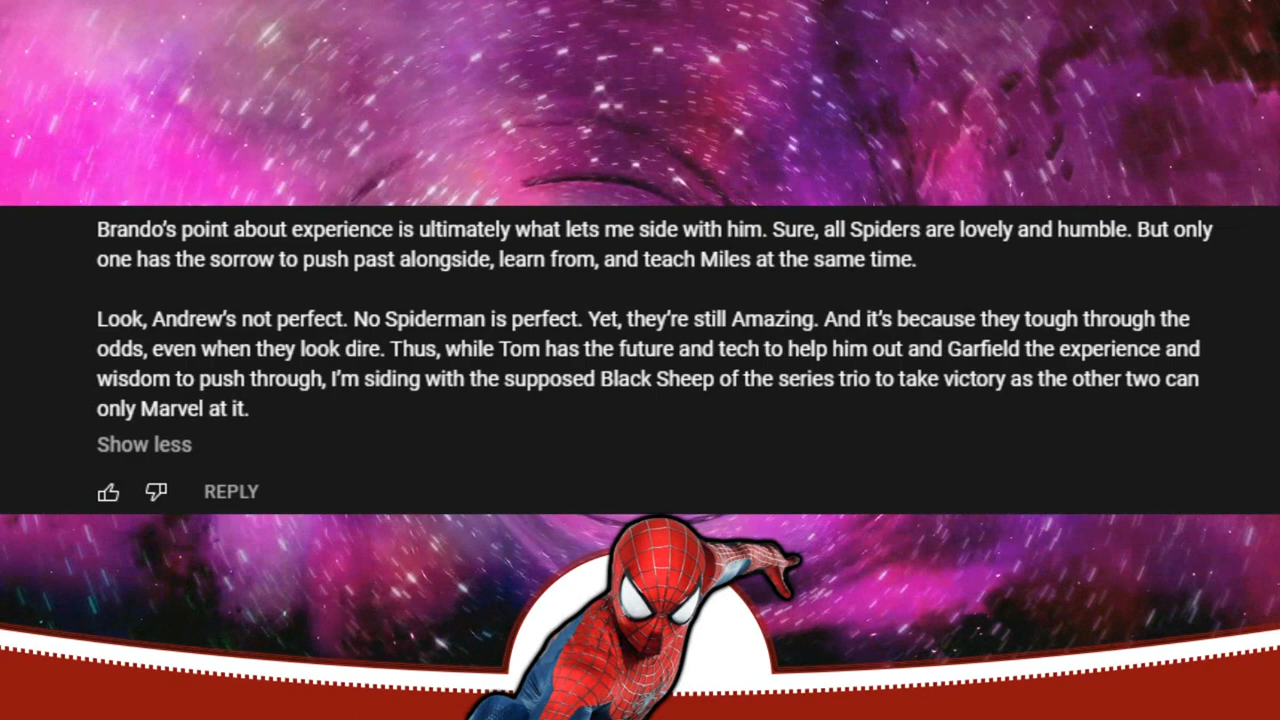 Brando’s point about experience is ultimately what lets me side with him. Sure, all Spiders are lovely and humble. But only
one has the sorrow to push past alongside, learn from, and teach Miles at the same time.
Look, Andrew’s not perfect. No Spiderman is perfect. Yet, they’re still Amazing. And it’s because they tough through the
odds, even when they look dire. Thus, while Tom has the future and tech to help him out and Garfield the experience and
wisdom to push through, I’m siding with the supposed Black Sheep of the series trio to take victory as the other two can
only Marvel at it.
Show less
REPLY